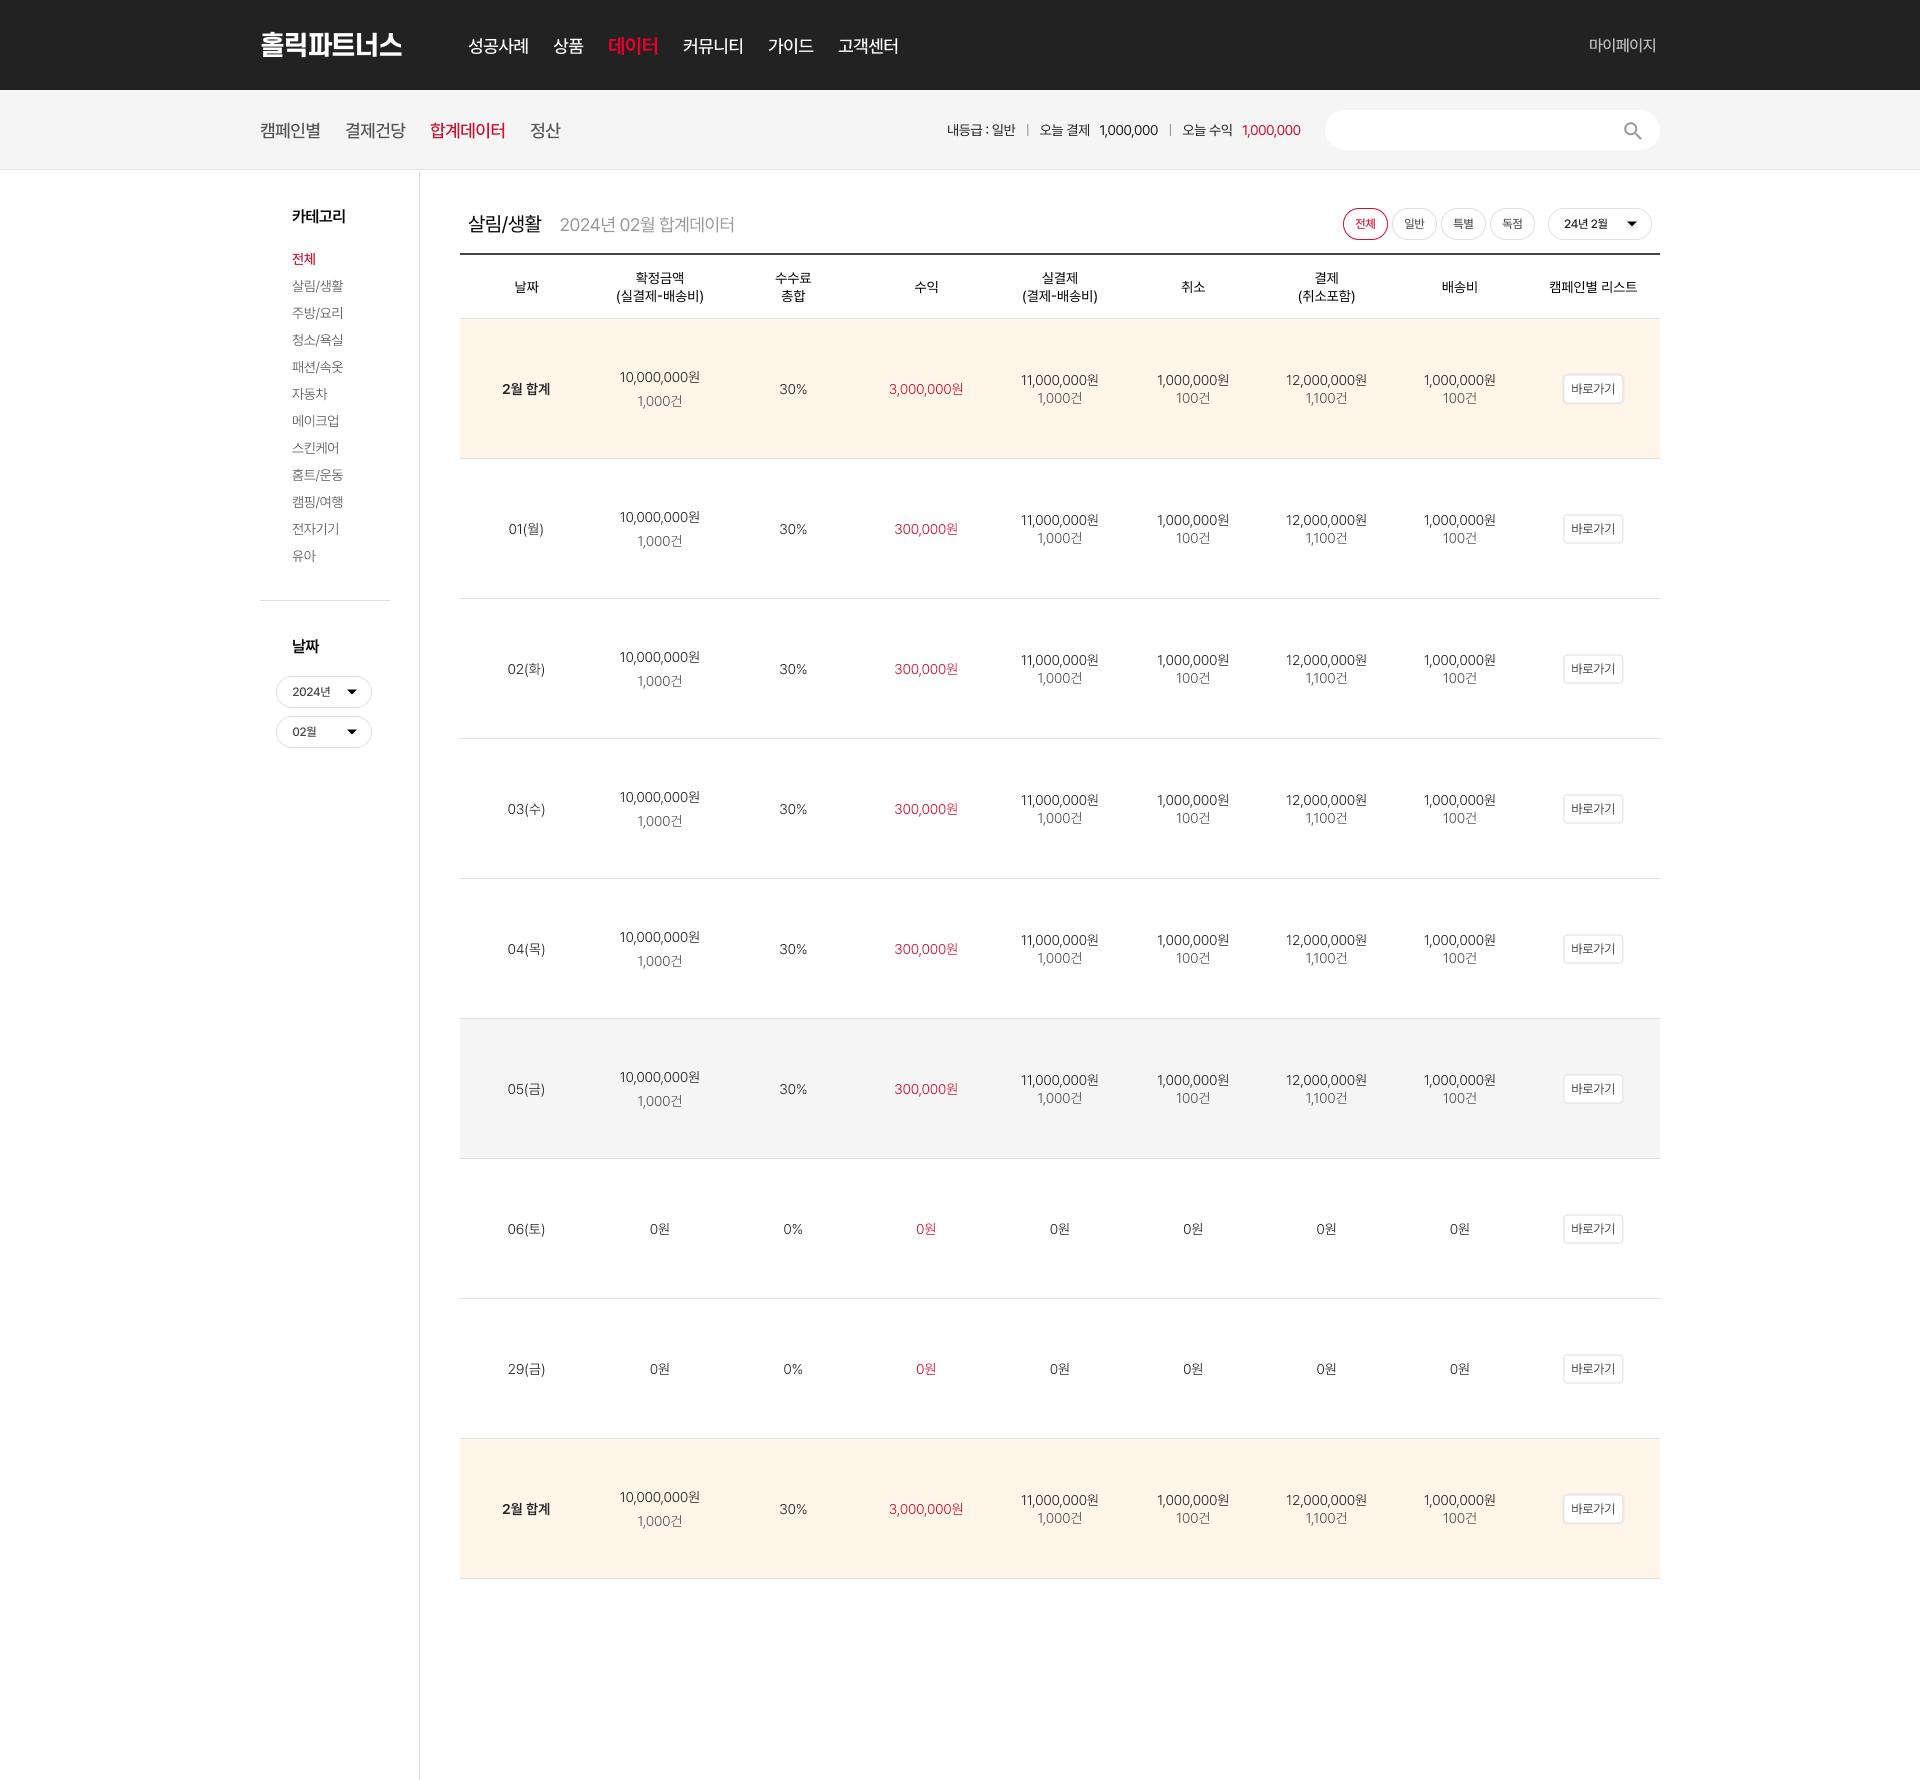 홀릭파트너스
성공사례 상품 데이터 커뮤니티 가이드 고객센터
마이페이지
캠페인별 결제건당 합계데이터 정산
내등급 : 일반 | 오늘 결제 1,000,000 | 오늘 수익 1,000,000
카테고리
전체
살림/생활
주방/요리
청소/욕실
패션/속옷
자동차
메이크업
스킨케어
홈트/운동
캠핑/여행
전자기기
유아
날짜
2024년
02월
살림/생활 2024년 02월 합계데이터
전체 일반 특별 독점 24년 2월
날짜 확정금액 (실결제-배송비) 수수료 총합 수익 실결제 (결제-배송비) 취소 결제 (취소포함) 배송비 캠페인별 리스트
2월 합계 10,000,000원 30% 3,000,000원 11,000,000원 1,000,000원 12,000,000원 1,000,000원 바로가기
1,000건 1,000건 100건 1,100건 100건
01(월) 10,000,000원 30% 300,000원 11,000,000원 1,000,000원 12,000,000원 1,000,000원 바로가기
1,000건 1,000건 100건 1,100건 100건
02(화) 10,000,000원 30% 300,000원 11,000,000원 1,000,000원 12,000,000원 1,000,000원 바로가기
1,000건 1,000건 100건 1,100건 100건
03(수) 10,000,000원 30% 300,000원 11,000,000원 1,000,000원 12,000,000원 1,000,000원 바로가기
1,000건 1,000건 100건 1,100건 100건
04(목) 10,000,000원 30% 300,000원 11,000,000원 1,000,000원 12,000,000원 1,000,000원 바로가기
1,000건 1,000건 100건 1,100건 100건
05(금) 10,000,000원 30% 300,000원 11,000,000원 1,000,000원 12,000,000원 1,000,000원 바로가기
1,000건 1,000건 100건 1,100건 100건
06(토) 0원 0% 0원 0원 0원 0원 0원 바로가기
29(금) 0원 0% 0원 0원 0원 0원 0원 바로가기
2월 합계 10,000,000원 30% 3,000,000원 11,000,000원 1,000,000원 12,000,000원 1,000,000원 바로가기
1,000건 1,000건 100건 1,100건 100건